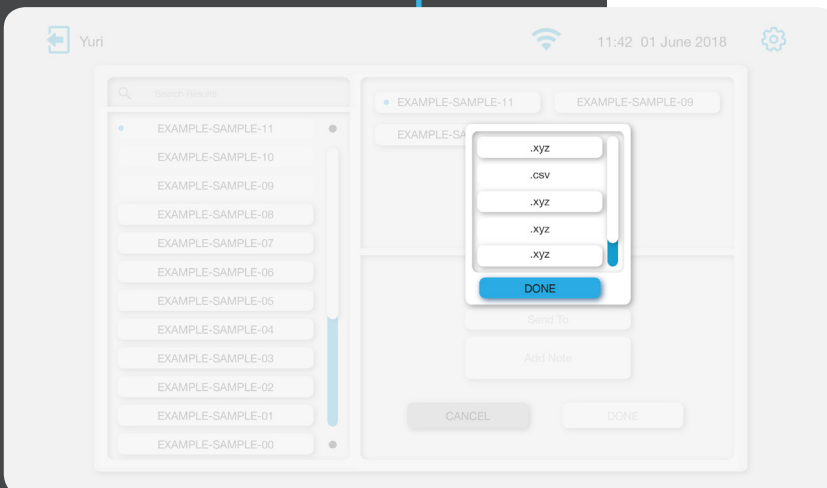 Yuri
11:42 01 June 2018
Search Results
EXAMPLE-SAMPLE-11
EXAMPLE-SAMPLE-10
EXAMPLE-SAMPLE-09
EXAMPLE-SAMPLE-08
EXAMPLE-SAMPLE-07
EXAMPLE-SAMPLE-06
EXAMPLE-SAMPLE-05
EXAMPLE-SAMPLE-04
EXAMPLE-SAMPLE-03
EXAMPLE-SAMPLE-02
EXAMPLE-SAMPLE-01
EXAMPLE-SAMPLE-00
EXAMPLE-SAMPLE-11
EXAMPLE-SAMPLE-09
EXAMPLE-SA
.xyz
.csv
.xyz
.xyz
.xyz
DONE
Send To
Add Note
CANCEL
DONE